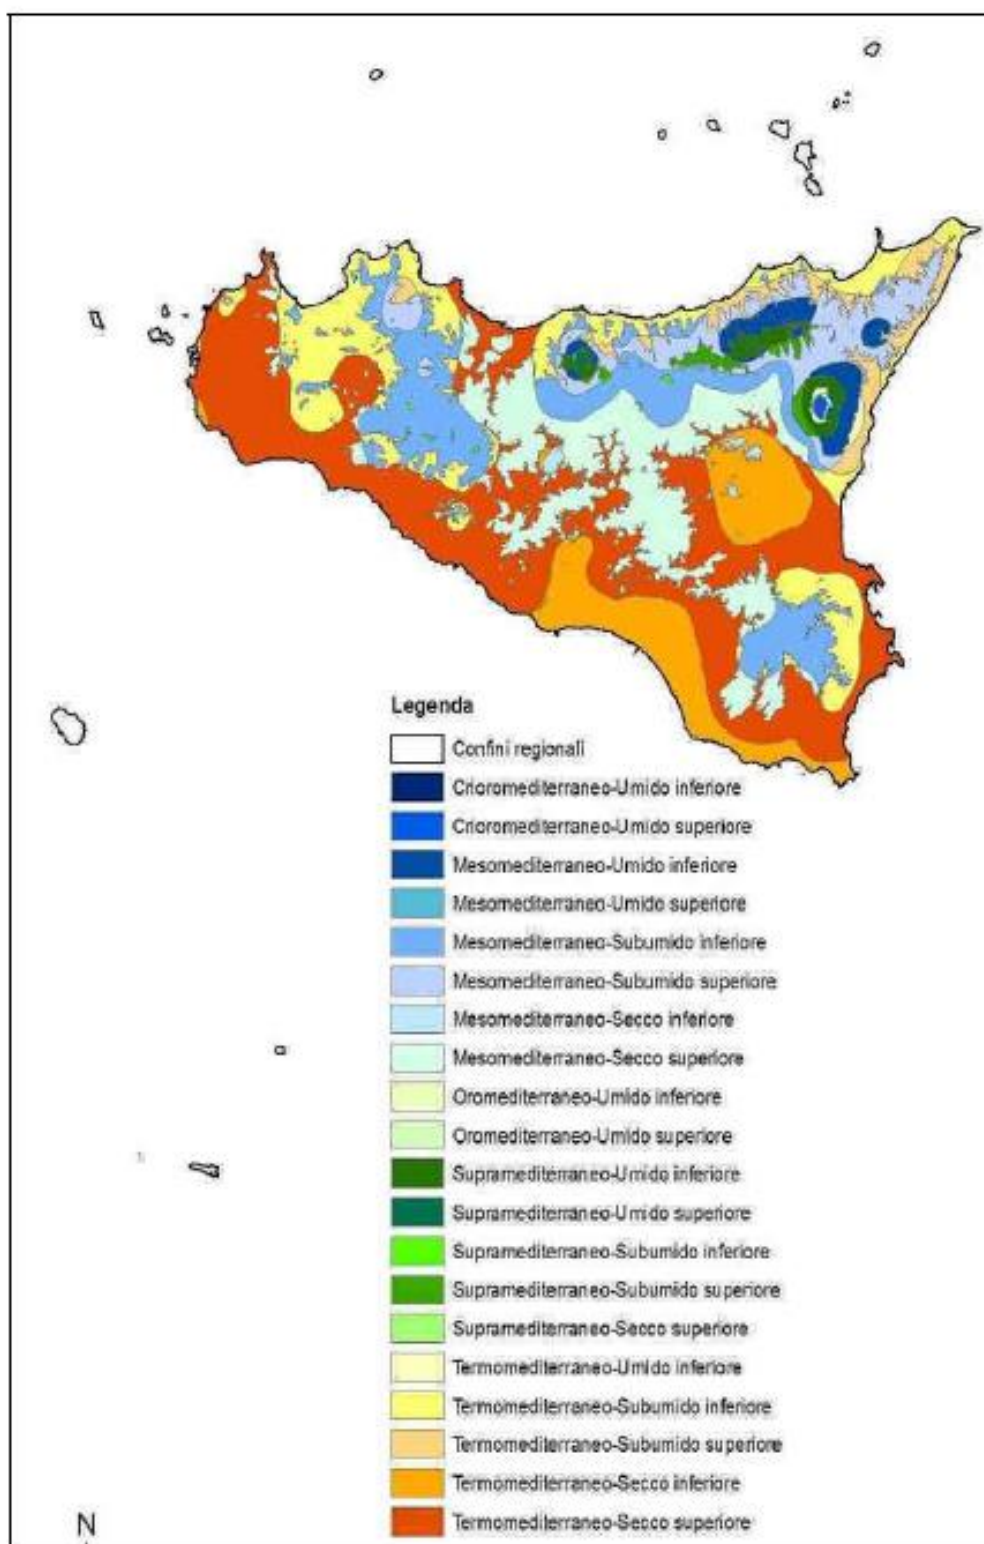 Legenda
Confini regionali
Crioromediterraneo-Umido inferiore
Crioromediterraneo-Umido superiore
Mesomediterraneo-Umido inferiore
Mesomediterraneo-Umido superiore
Mesomediterraneo-Subumido inferiore
Mesomediterraneo-Subumido superiore
Mesomediterraneo-Secco inferiore
Mesomediterraneo-Secco superiore
Oromediterraneo-Umido inferiore
Oromediterraneo-Umido superiore
Supramediterraneo-Umido inferiore
Supramediterraneo-Umido superiore
Supramediterraneo-Subumido inferiore
Supramediterraneo-Subumido superiore
Supramediterraneo-Secco superiore
Termomediterraneo-Umido inferiore
Termomediterraneo-Subumido inferiore
Termomediterraneo-Subumido superiore
Termomediterraneo-Secco inferiore
Termomediterraneo-Secco superiore
N